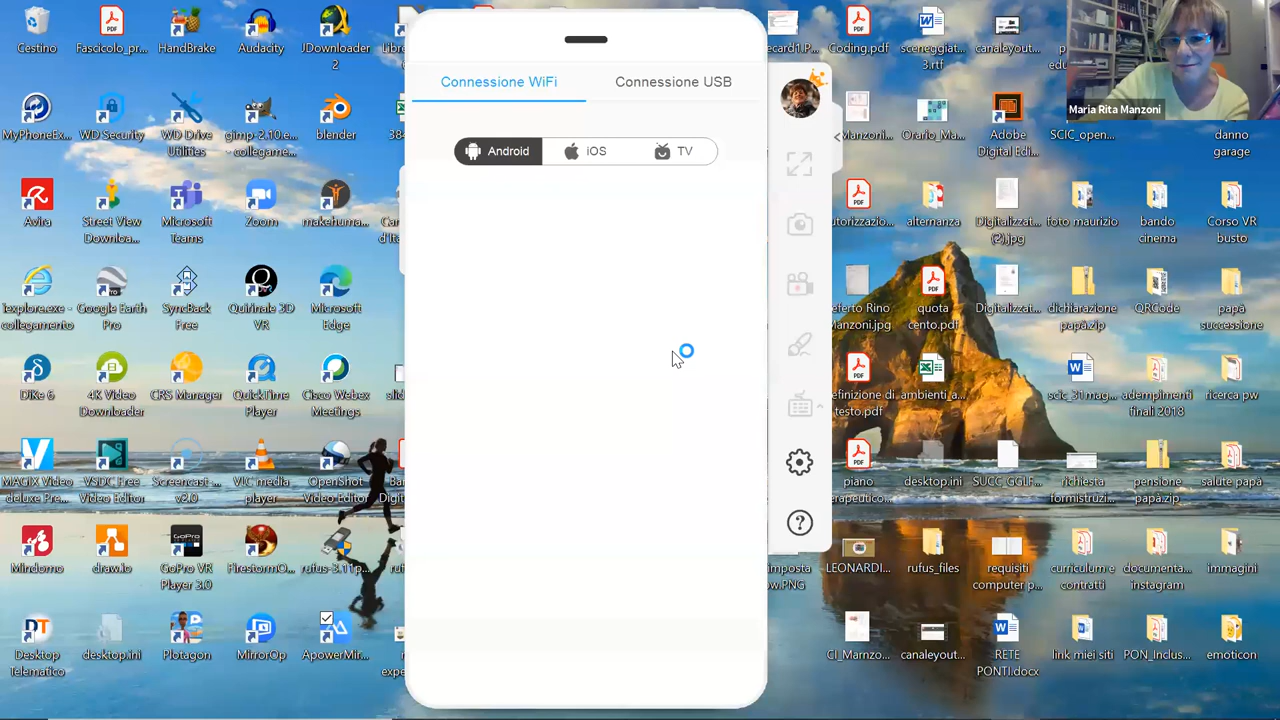 Connessione WiFi
Connessione USB
Android
iOS
TV
Maria Rita Manzoni
Cestino
Fascicolo_pr...
HandBrake
Audacity
JDownloader
2
MyPhoneEx...
WD Security
WD Drive
Utilities
gimp-2.10.e...
- collegame...
blender
Avira
Street View
Downloa...
Microsoft
Teams
Zoom
makehuma...
iexplore.exe -
collegamento
Google Earth
Pro
SyncBack
Free
Quirinale 3D
VR
Microsoft
Edge
DiKe 6
4K Video
Downloader
CRS Manager
QuickTime
Player
Cisco Webex
Meetings
MAGIX Video
deluxe Pre...
VSDC Free
Video Editor
Screencast-...
v2.0
VLC media
player
OpenShot
Video Editor
Mindomo
draw.io
GoPro VR
Player 3.0
FirestormO...
rufus-3.11p...
Desktop
Telematico
desktop.ini
Plotagon
MirrorOp
ApowerMir...
ecard1.P...
Coding.pdf
sceneggiat...
3.rtf
canaleyout...
Manzoni...
Orario_Ma...
Adobe
Digital Edi...
SCIC_open...
danno
garage
utorizzazio...
alternanza
Digitalizzat...
(2).jpg
foto maurizio
bando
cinema
Corso VR
busto
eferto Rino
Manzoni.jpg
quota
cento.pdf
Digitalizzat...
dichiarazione
papà.zip
QRCode
papa
successione
efinizione di
testo.pdf
ambienti_a...
scic_31mag...
adempimenti
finali 2018
ricerc_pw
piano
erapeutico...
desktop.ini
SUCC_GGLF...
richiesta
formistruzi...
pensione
papà.zip
salute papà
imposta
ow.PNG
LEONARDI...
rufus_files
requisiti
computer p...
curriculum e
contratti
documenta...
instagram
immagini
CI_Marnzo...
canaleyout...
RETE
PONTI.docx
link miei siti
PON_Inclus...
emoticon